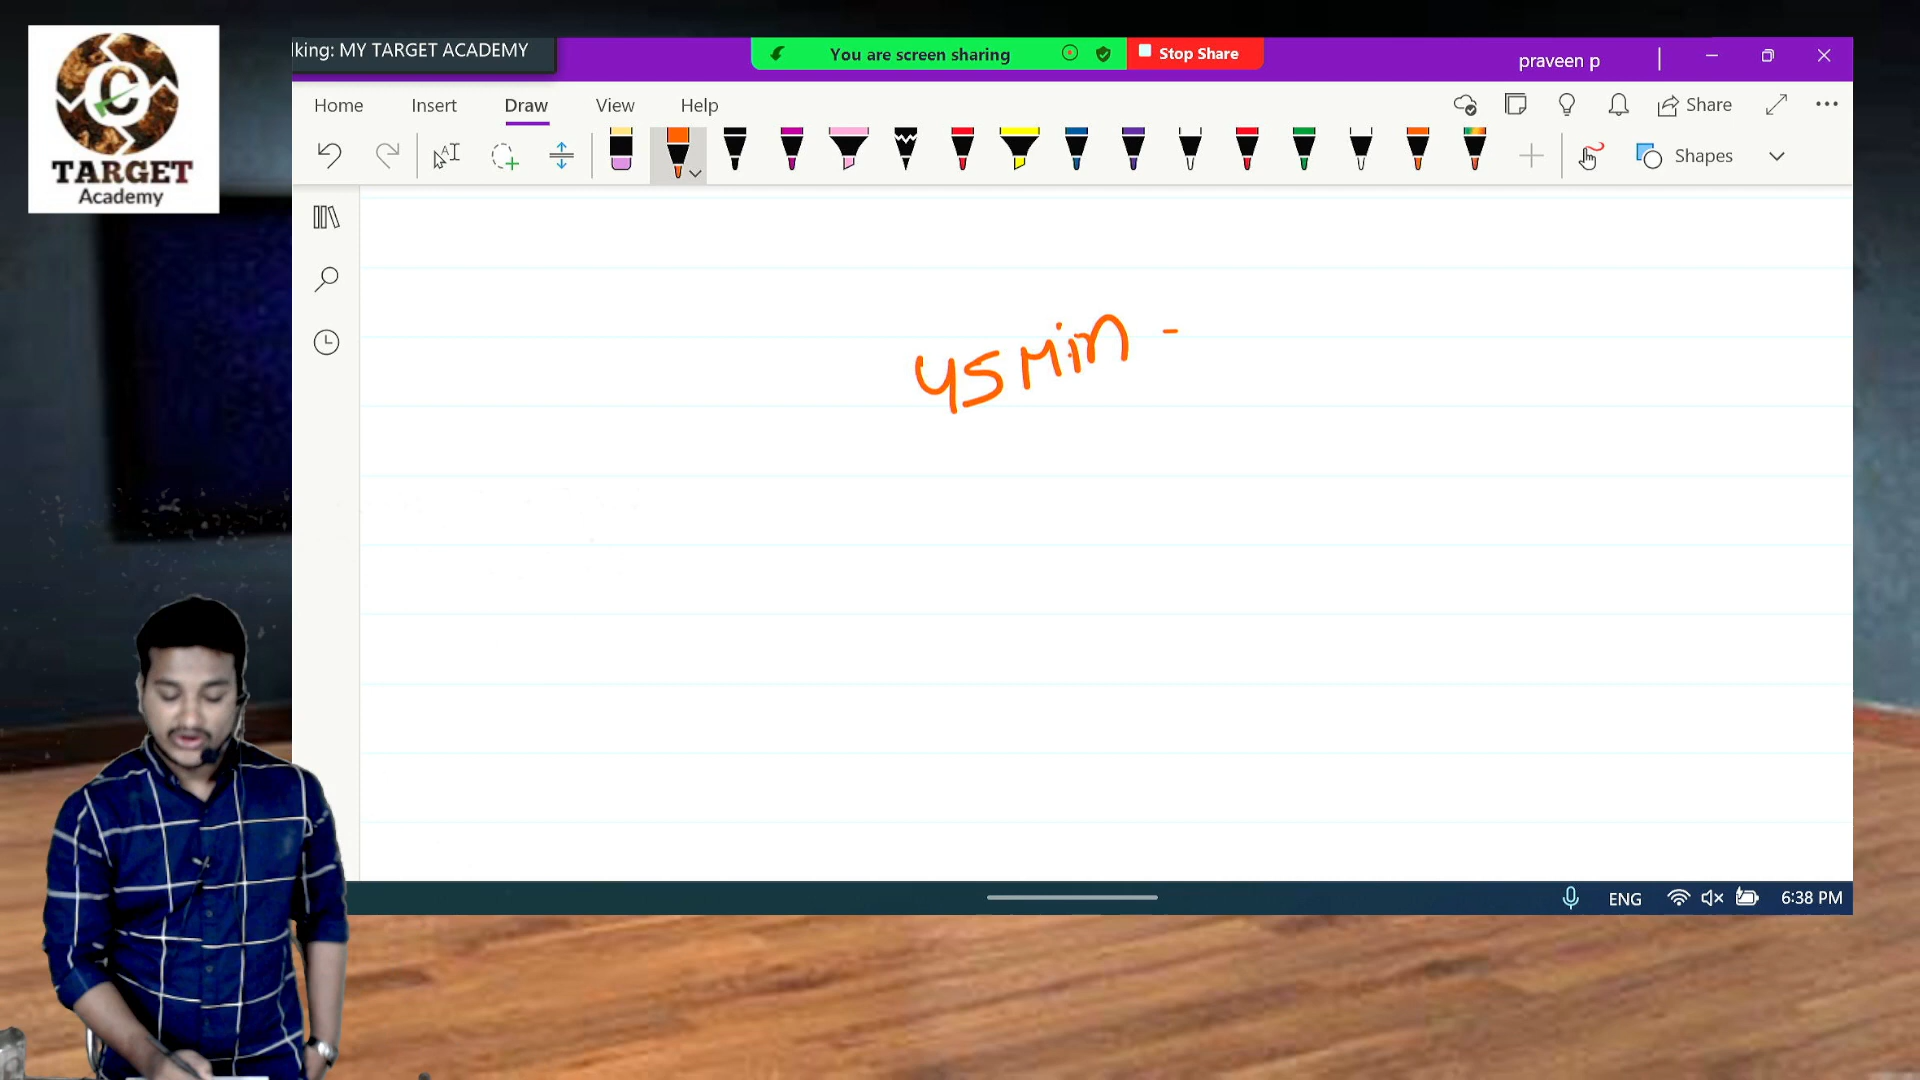 TARGET
Academy
lking: MY TARGET ACADEMY
You are screen sharing
Stop Share
praveen p
Home Insert Draw View Help
Share
Shapes
45 Min -
ENG
6:38 PM